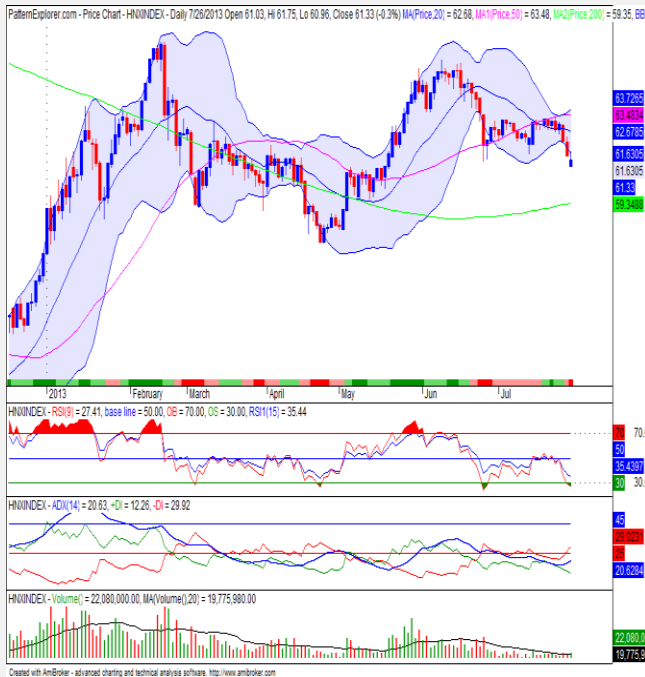 PatternExplorer.com - Price Chart - HNXINDEX - Daily 7/26/2013 Open 61.03, Hi 61.75, Lo 60.96, Close 61.33 (-0.3%) MA(Price,20) = 62.68, MA1(Price,50) = 63.48, MA2(Price,200) = 59.35, BB
63.7265
63.4834
62.6785
61.6305
61.6305
61.33
59.3488
2013 February March April May Jun Jul
HNXINDEX - RSI(9) = 27.41, base line = 50.00, OB = 70.00, OS = 30.00, RSI1(15) = 35.44
70 70.
50
35.4397
30 30.
HNXINDEX - ADX(14) = 20.63, +DI = 12.26, -DI = 29.92
45
25
20.6284
HNXINDEX - Volume() = 22,080,000.00, MA(Volume(),20) = 19,775,980.00
22,080,0
19,775,9
Created with AmiBroker - advanced charting and technical analysis software. http://www.amibroker.com